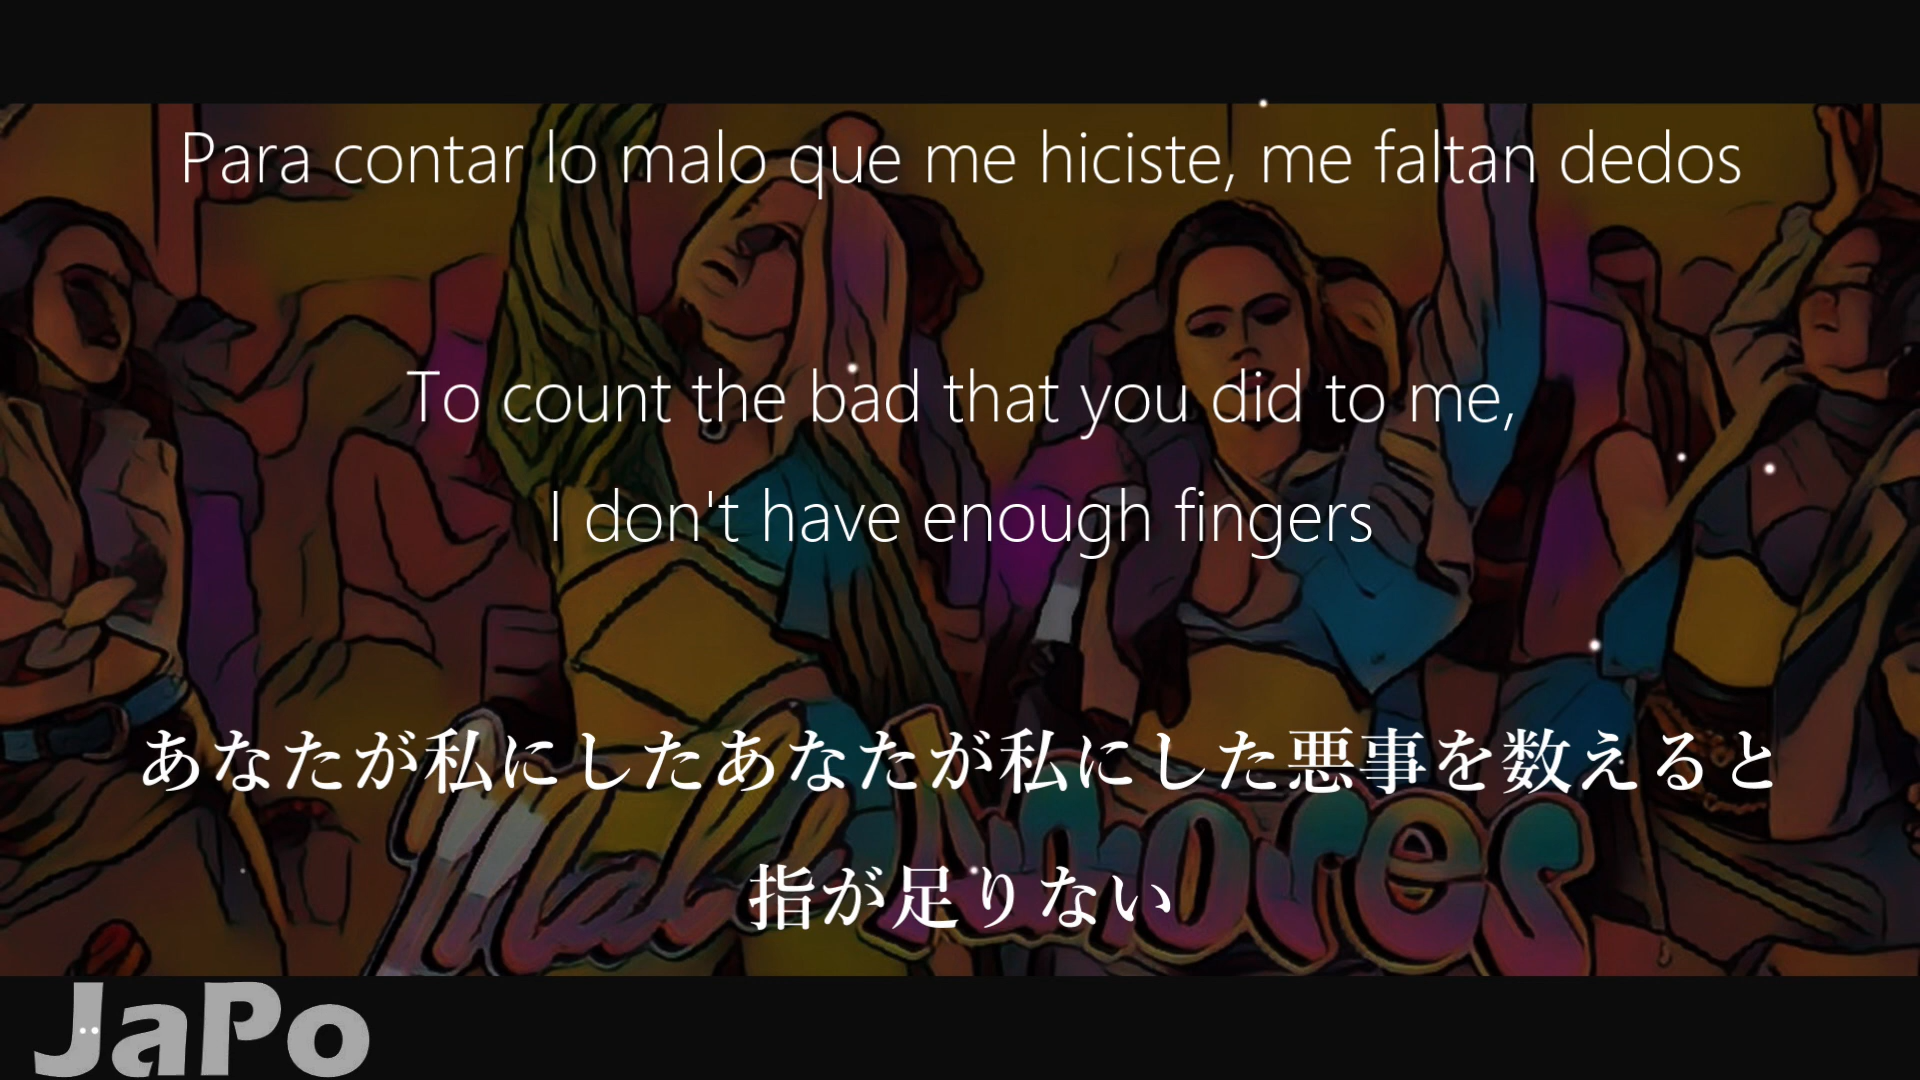 Para contar lo malo que me hiciste, me faltan dedos
To count the bad that you did to me,
I don't have enough fingers
あなたが私にしたあなたが私にした悪事を数えると
指が足りない
Mal Amores
JaPo